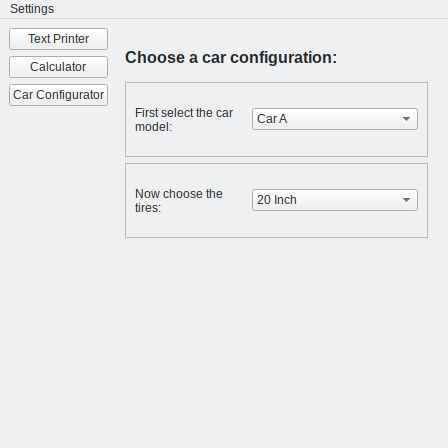 Settings
Text Printer
Calculator
Car Configurator
Choose a car configuration:
First select the car
model:
Car A
Now choose the
tires:
20 Inch